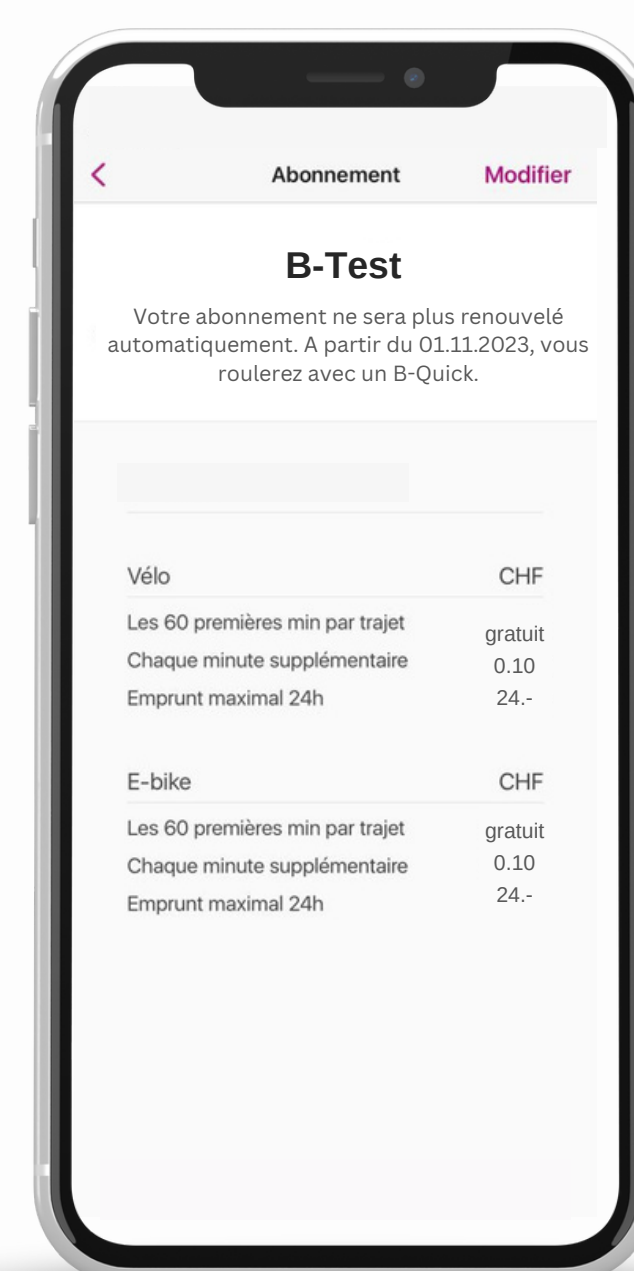 Abonnement Modifier
B-Test
Votre abonnement ne sera plus renouvelé
automatiquement. A partir du 01.11.2023, vous
roulerez avec un B-Quick.
Vélo CHF
Les 60 premières min par trajet gratuit
Chaque minute supplémentaire 0.10
Emprunt maximal 24h 24.-
E-bike CHF
Les 60 premières min par trajet gratuit
Chaque minute supplémentaire 0.10
Emprunt maximal 24h 24.-